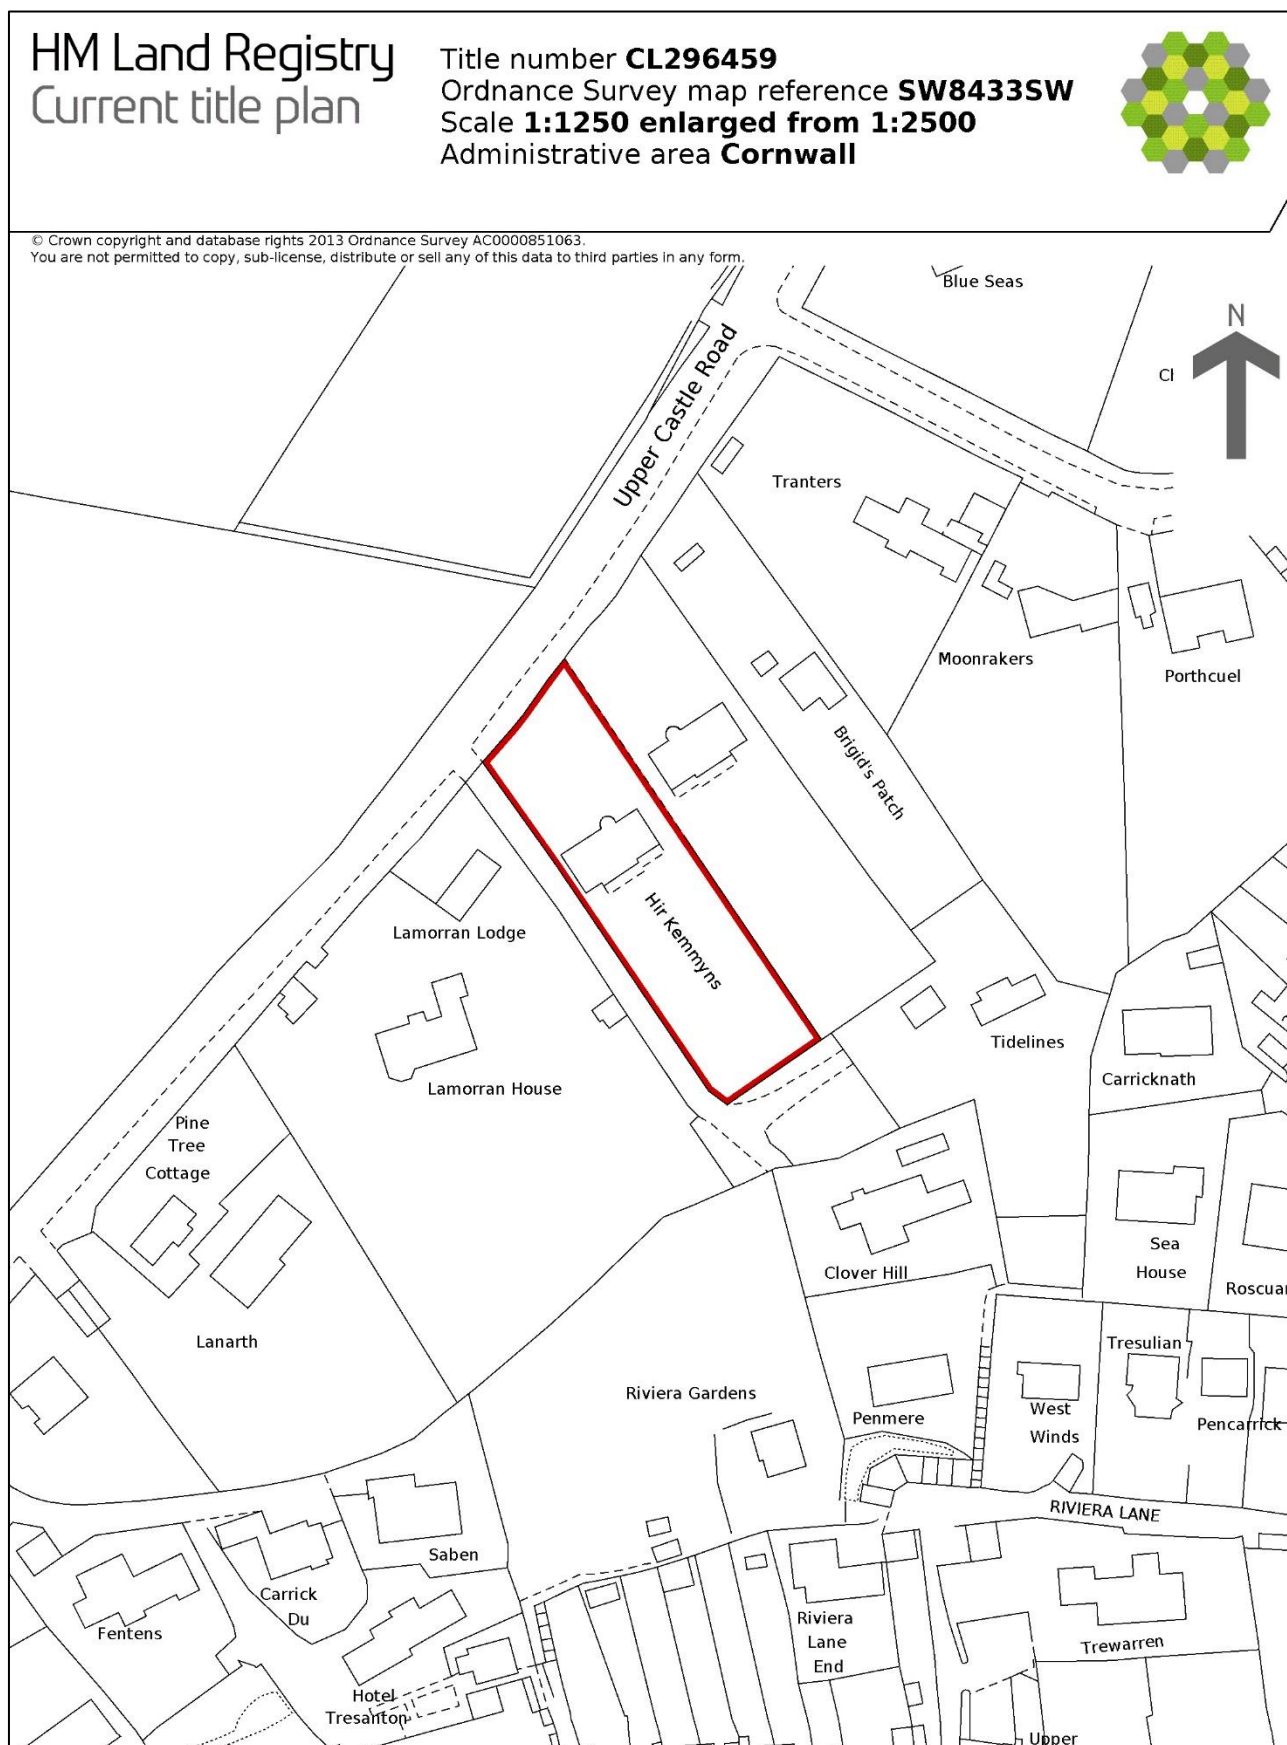 HM Land Registry
Current title plan
Title number CL296459
Ordnance Survey map reference SW8433SW
Scale 1:1250 enlarged from 1:2500
Administrative area Cornwall
© Crown copyright and database rights 2013 Ordnance Survey AC0000851063.
You are not permitted to copy, sub-license, distribute or sell any of this data to third parties in any form.
Blue Seas
N
Upper Castle Road
Tranters
Moonrakers
Porthcuel
Brigid's Patch
Hir Kemmyns
Lamorran Lodge
Tidelines
Carricknath
Lamorran House
Pine
Tree
Cottage
Sea
House
Clover Hill
Lanarth
Tresulian
Riviera Gardens
Penmere
West
Winds
Pencarrick
RIVIERA LANE
Saben
Carrick
Du
Fentens
Riviera
Lane
End
Trewarren
Hotel
Tresanton
Upper